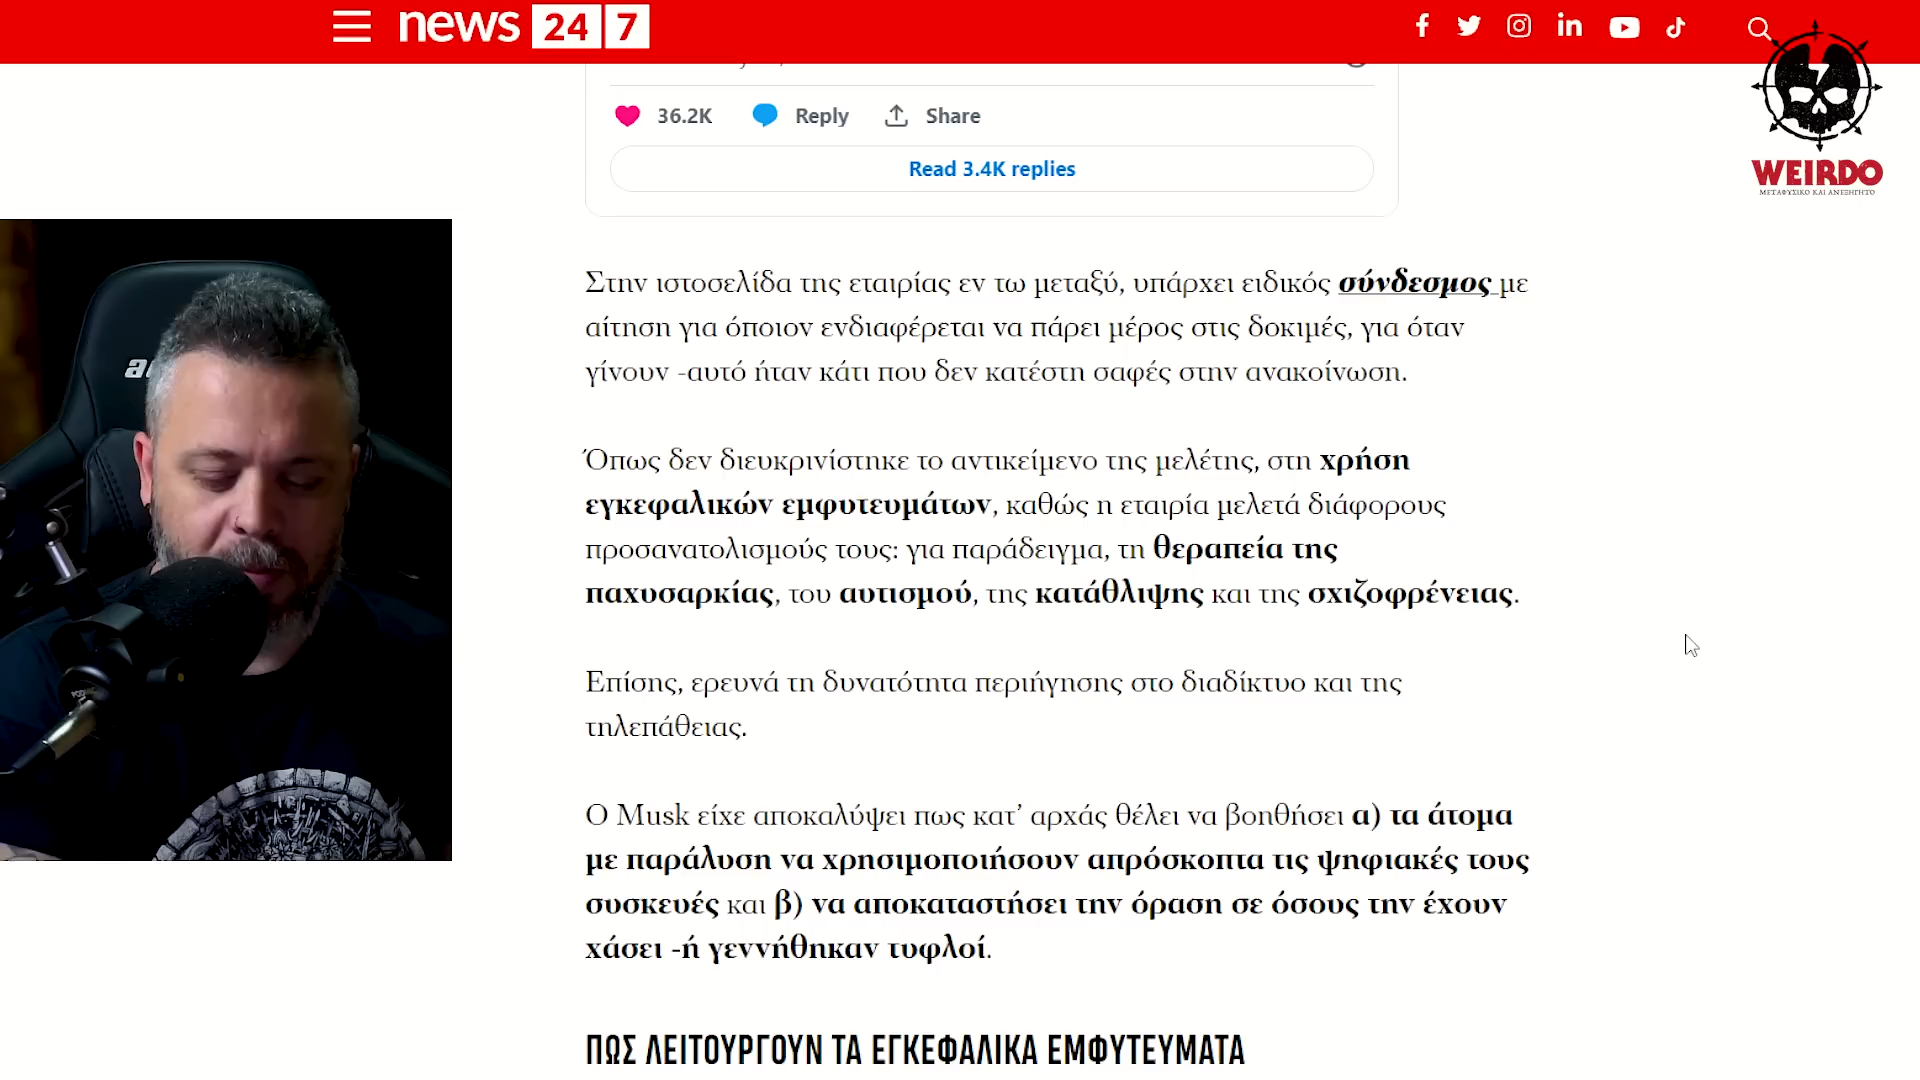 news 24 7
36.2K Reply Share
Read 3.4K replies
WEIRDO
ΜΕΤΑΦΥΣΙΚΟ ΚΑΙ ΑΝΕΞΗΓΗΤΟ
Στην ιστοσελίδα της εταιρίας εν τω μεταξύ, υπάρχει ειδικός σύνδεσμος με
αίτηση για όποιον ενδιαφέρεται να πάρει μέρος στις δοκιμές, για όταν
γίνουν -αυτό ήταν κάτι που δεν κατέστη σαφές στην ανακοίνωση.
Όπως δεν διευκρινίστηκε το αντικείμενο της μελέτης, στη χρήση
εγκεφαλικών εμφυτευμάτων, καθώς η εταιρία μελετά διάφορους
προσανατολισμούς τους: για παράδειγμα, τη θεραπεία της
παχυσαρκίας, του αυτισμού, της κατάθλιψης και της σχιζοφρένειας.
Επίσης, ερευνά τη δυνατότητα περιήγησης στο διαδίκτυο και της
τηλεπάθειας.
Ο Musk είχε αποκαλύψει πως κατ’ αρχάς θέλει να βοηθήσει α) τα άτομα
με παράλυση να χρησιμοποιήσουν απρόσκοπτα τις ψηφιακές τους
συσκευές και β) να αποκαταστήσει την όραση σε όσους την έχουν
χάσει -ή γεννήθηκαν τυφλοί.
ΠΩΣ ΛΕΙΤΟΥΡΓΟΥΝ ΤΑ ΕΓΚΕΦΑΛΙΚΑ ΕΜΦΥΤΕΥΜΑΤΑ